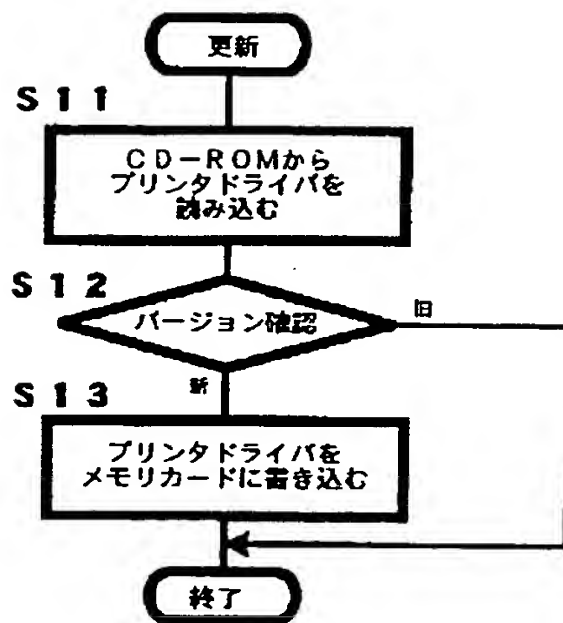 更新
S11
CD-ROMから
プリンタドライバを
読み込む
S12
バージョン確認
旧
新
S13
プリンタドライバを
メモリカードに書き込む
終了